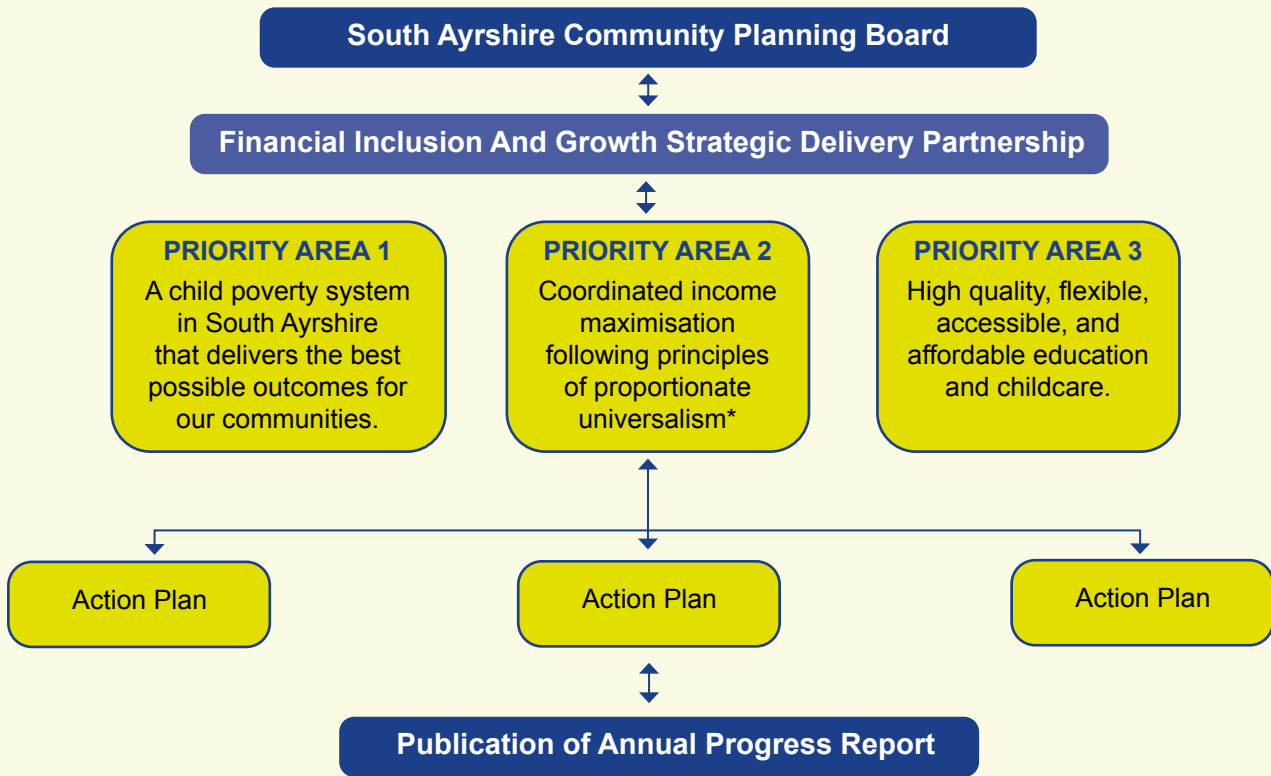 South Ayrshire Community Planning Board
Financial Inclusion And Growth Strategic Delivery Partnership
PRIORITY AREA 1
A child poverty system
in South Ayrshire
that delivers the best
possible outcomes for
our communities.
PRIORITY AREA 2
Coordinated income
maximisation
following principles
of proportionate
universalism*
PRIORITY AREA 3
High quality, flexible,
accessible, and
affordable education
and childcare.
Action Plan
Action Plan
Action Plan
Publication of Annual Progress Report